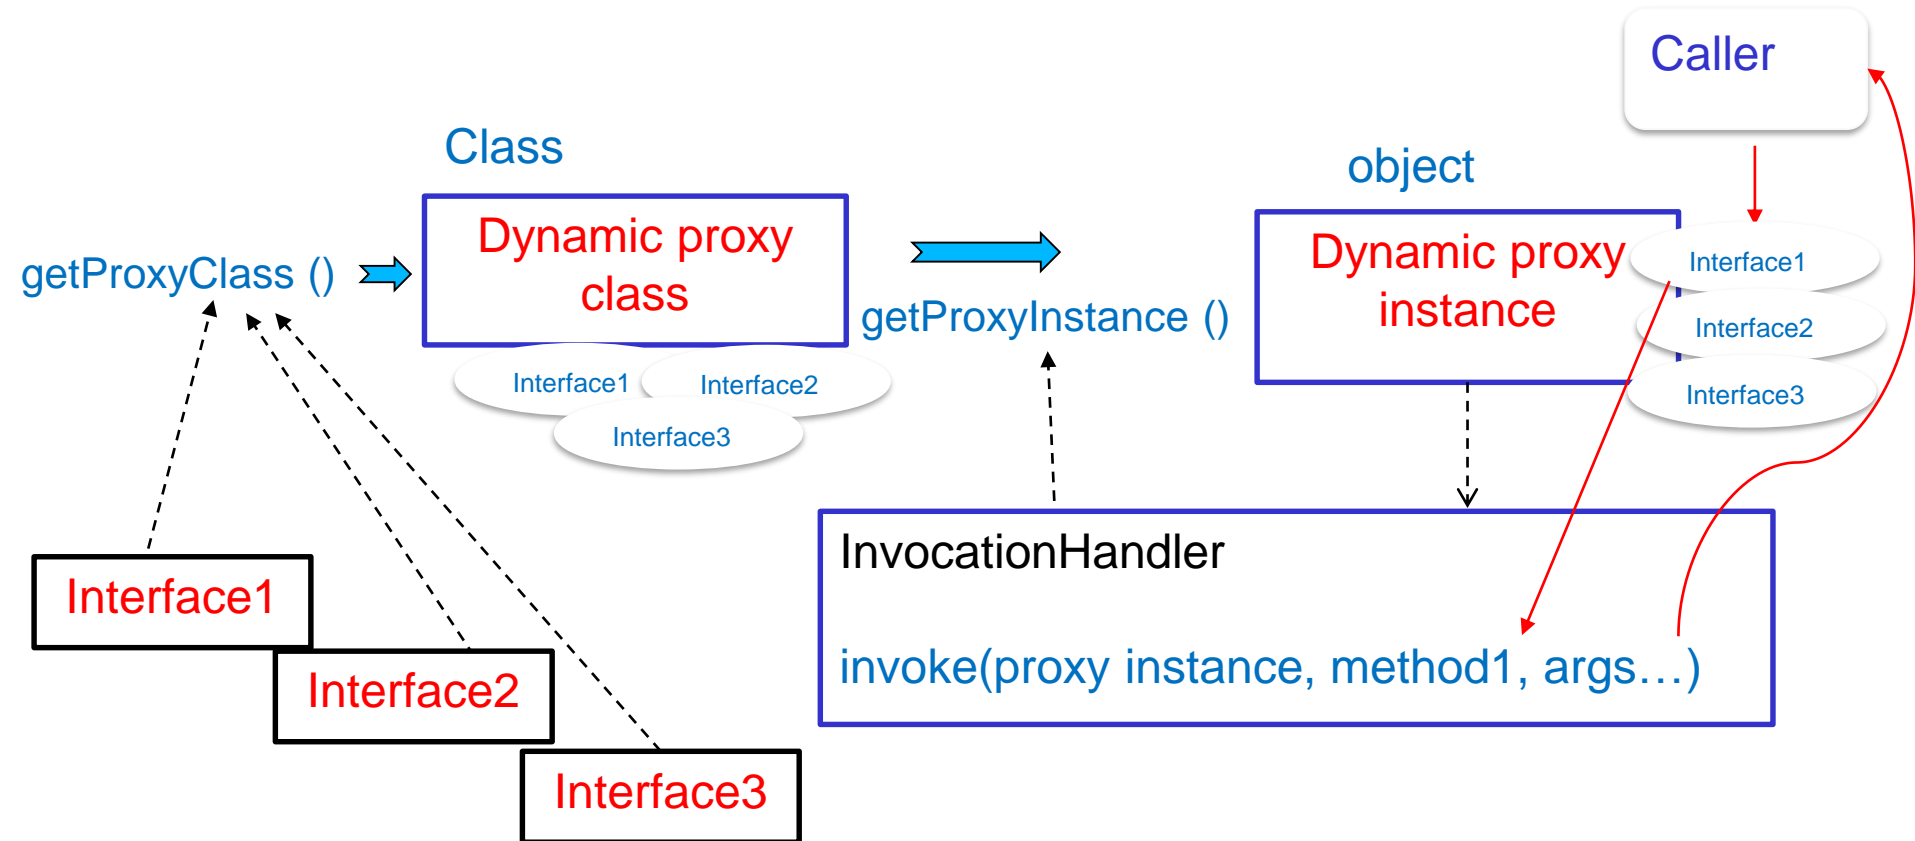 Caller
Class
object
Dynamic proxy
class
Dynamic proxy
instance
getProxyClass ()
getProxyInstance ()
Interface1
Interface2
Interface3
Interface1
Interface2
Interface3
InvocationHandler
invoke(proxy instance, method1, args…)
Interface1
Interface2
Interface3